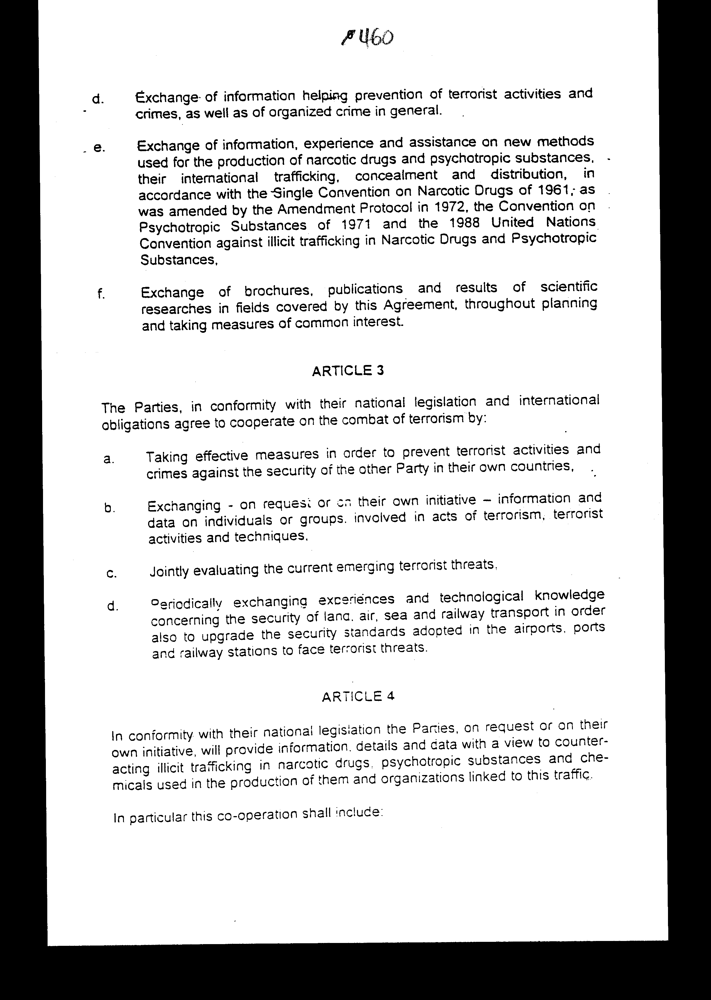 p 460
d. Exchange of information helping prevention of terrorist activities and
crimes, as well as of organized crime in general.
e. Exchange of information, experience and assistance on new methods
used for the production of narcotic drugs and psychotropic substances,
their international trafficking, concealment and distribution, in
accordance with the Single Convention on Narcotic Drugs of 1961, as
was amended by the Amendment Protocol in 1972, the Convention on
Psychotropic Substances of 1971 and the 1988 United Nations
Convention against illicit trafficking in Narcotic Drugs and Psychotropic
Substances,
f. Exchange of brochures, publications and results of scientific
researches in fields covered by this Agreement, throughout planning
and taking measures of common interest.
ARTICLE 3
The Parties, in conformity with their national legislation and international
obligations agree to cooperate on the combat of terrorism by:
a. Taking effective measures in order to prevent terrorist activities and
crimes against the security of the other Party in their own countries,
b. Exchanging - on request or on their own initiative – information and
data on individuals or groups, involved in acts of terrorism, terrorist
activities and techniques,
c. Jointly evaluating the current emerging terrorist threats,
d. Periodically exchanging experiences and technological knowledge
concerning the security of land, air, sea and railway transport in order
also to upgrade the security standards adopted in the airports, ports
and railway stations to face terrorist threats.
ARTICLE 4
In conformity with their national legislation the Parties, on request or on their
own initiative, will provide information, details and data with a view to counter-
acting illicit trafficking in narcotic drugs, psychotropic substances and che-
micals used in the production of them and organizations linked to this traffic.
In particular this co-operation shall include: